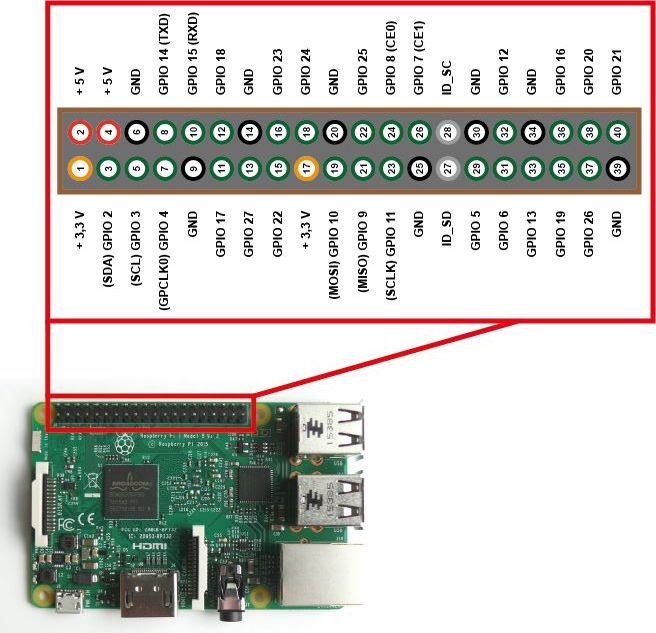 + 5 V
+ 5 V
GND
GPIO 14 (TXD)
GPIO 15 (RXD)
GPIO 18
GND
GPIO 23
GPIO 24
GND
GPIO 25
GPIO 8 (CE0)
GPIO 7 (CE1)
ID_SC
GND
GPIO 12
GND
GPIO 16
GPIO 20
GPIO 21
2 4 6 8 10 12 14 16 18 20 22 24 26 28 30 32 34 36 38 40
1 3 5 7 9 11 13 15 17 19 21 23 25 27 29 31 33 35 37 39
+ 3,3 V
(SDA) GPIO 2
(SCL) GPIO 3
(GPCLK0) GPIO 4
GND
GPIO 17
GPIO 27
GPIO 22
+ 3,3 V
(MOSI) GPIO 10
(MISO) GPIO 9
(SCLK) GPIO 11
GND
ID_SD
GPIO 5
GPIO 6
GPIO 13
GPIO 19
GPIO 26
GND
Raspberry Pi 3 Model B V1.2
© Raspberry Pi 2015
BROADCOM
FC CE
HDMI
15385
15385